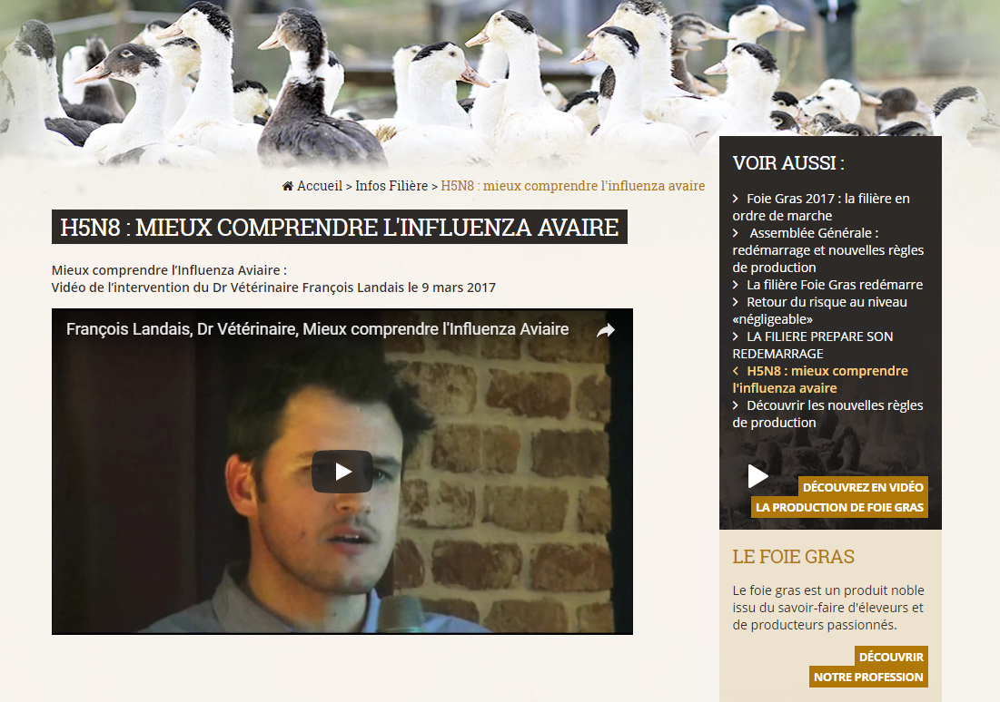 Accueil > Infos Filière > H5N8 : mieux comprendre l'influenza avaire
H5N8 : MIEUX COMPRENDRE L'INFLUENZA AVAIRE
Mieux comprendre l’Influenza Aviaire :
Vidéo de l’intervention du Dr Vétérinaire François Landais le 9 mars 2017
François Landais, Dr Vétérinaire, Mieux comprendre l'Influenza Aviaire
VOIR AUSSI :
> Foie Gras 2017 : la filière en
ordre de marche
> Assemblée Générale :
redémarrage et nouvelles règles
de production
> La filière Foie Gras redémarre
> Retour du risque au niveau
«négligeable»
> LA FILIERE PREPARE SON
REDEMARRAGE
< H5N8 : mieux comprendre
l'influenza avaire
> Découvrir les nouvelles règles
de production
DÉCOUVREZ EN VIDÉO
LA PRODUCTION DE FOIE GRAS
LE FOIE GRAS
Le foie gras est un produit noble
issu du savoir-faire d'éleveurs et
de producteurs passionnés.
DÉCOUVRIR
NOTRE PROFESSION